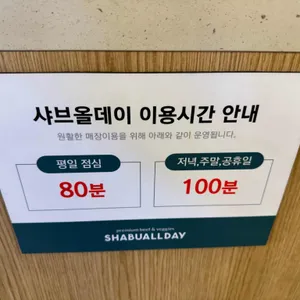 샤브올데이 이용시간 안내
원활한 매장이용을 위해 아래와 같이 운영됩니다.
평일 점심
80분
저녁,주말,공휴일
100분
premium beef & veggies
SHABUALLDAY